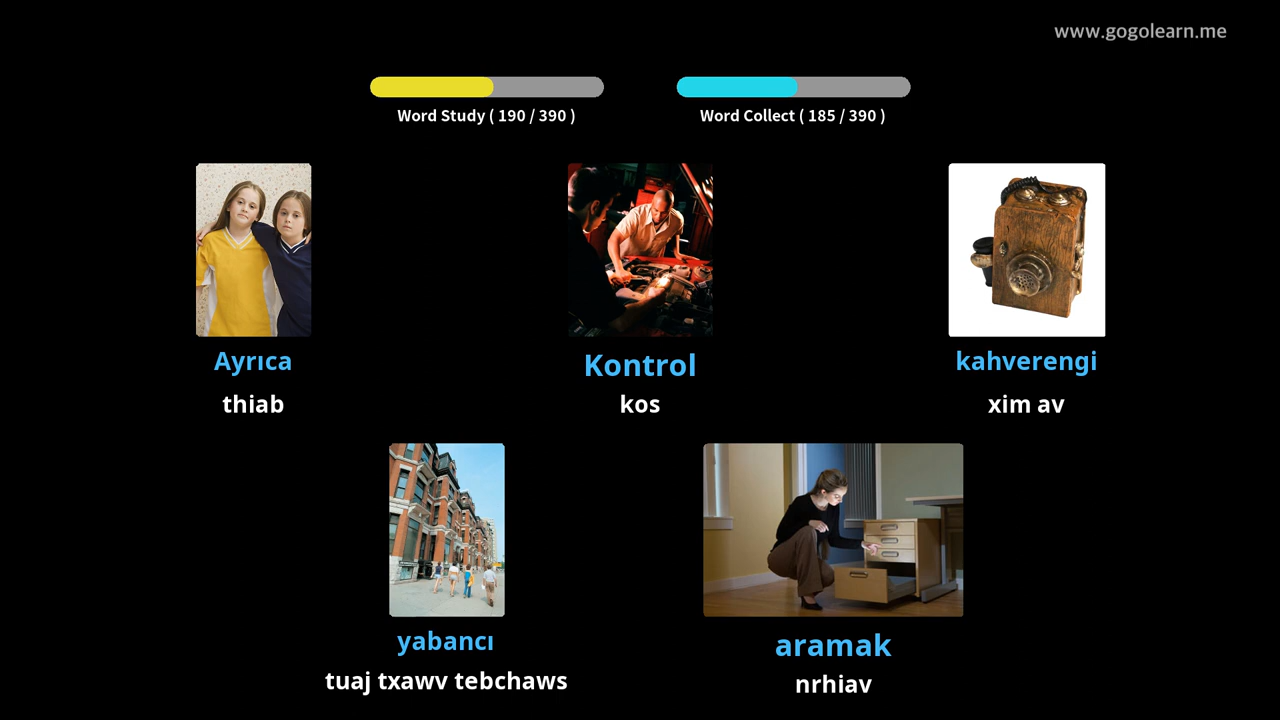 www.gogolearn.me
Word Study ( 190 / 390 )
Word Collect ( 185 / 390 )
Ayrıca
thiab
Kontrol
kos
kahverengi
xim av
yabancı
tuaj txawv tebchaws
aramak
nrhiav